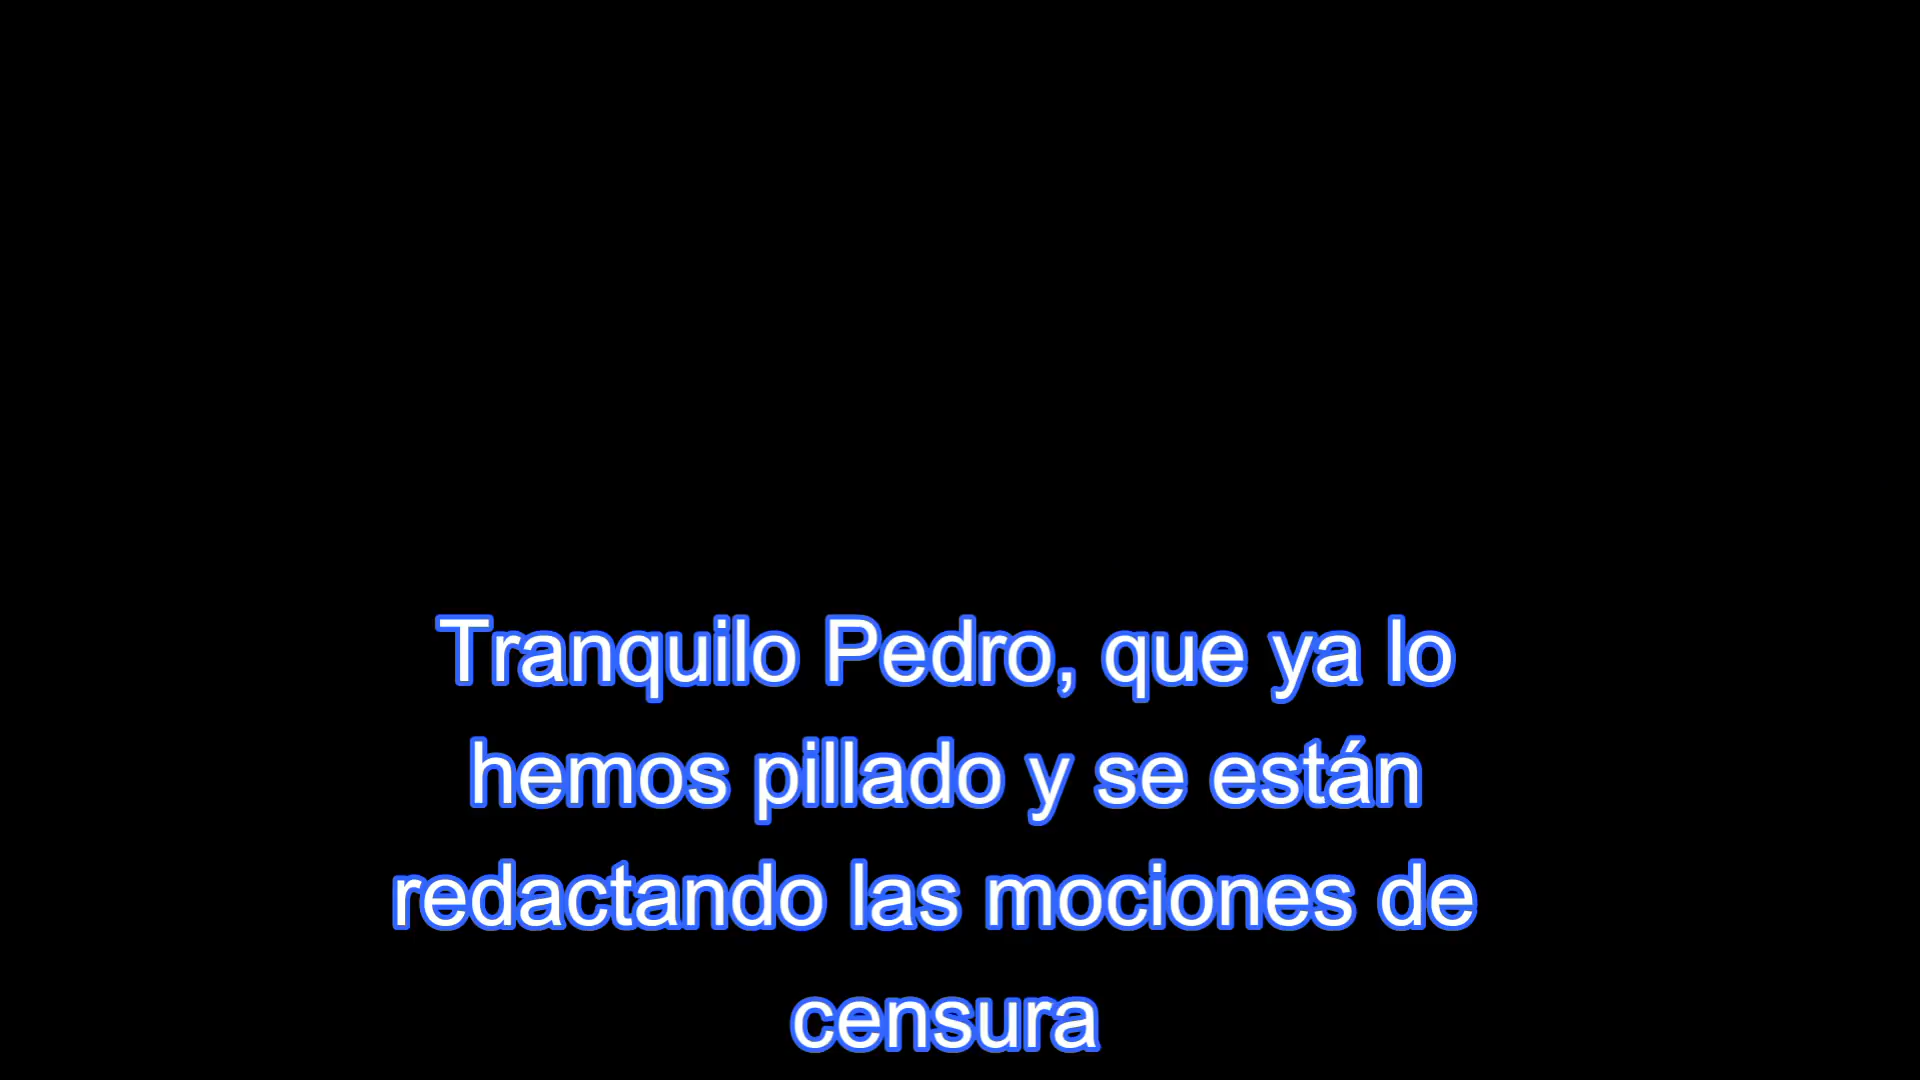 Tranquilo Pedro, que ya lo
hemos pillado y se están
redactando las mociones de
censura